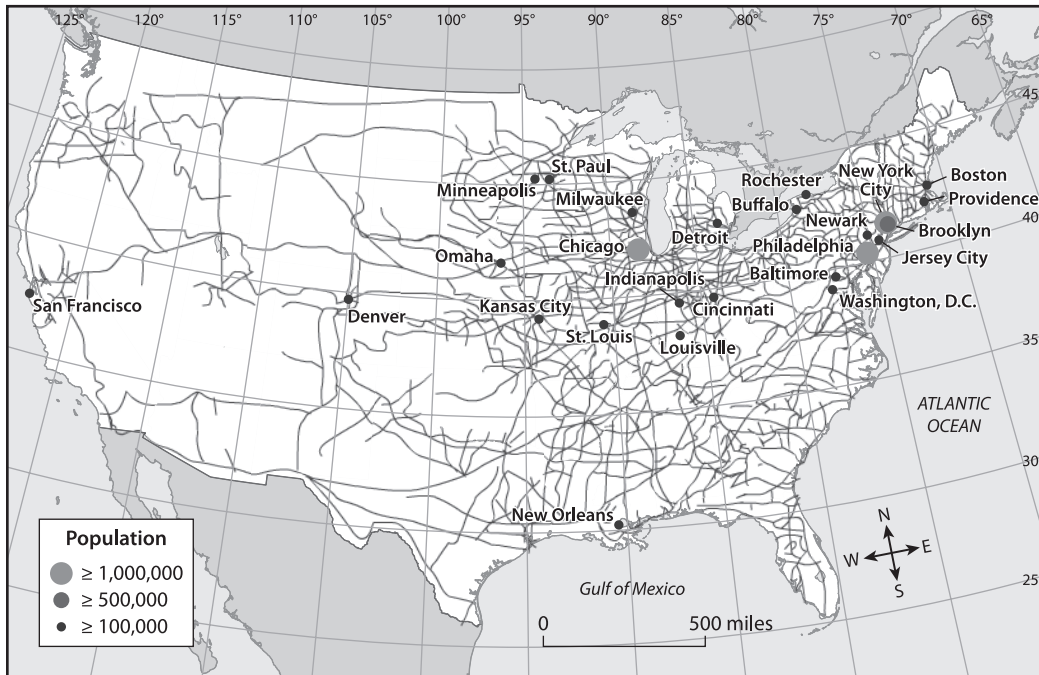 125°
120°
115°
110°
105°
100°
95°
90°
85°
80°
75°
70°
65°
45°
40°
35°
30°
25°
St. Paul
Minneapolis
Milwaukee
Rochester
Buffalo
New York
City
Boston
Providence
Newark
Brooklyn
Detroit
Chicago
Philadelphia
Jersey City
Omaha
Indianapolis
Baltimore
Washington, D.C.
San Francisco
Denver
Kansas City
Cincinnati
St. Louis
Louisville
ATLANTIC
OCEAN
New Orleans
Gulf of Mexico
N
W
E
S
0
500 miles
Population
≥ 1,000,000
≥ 500,000
≥ 100,000